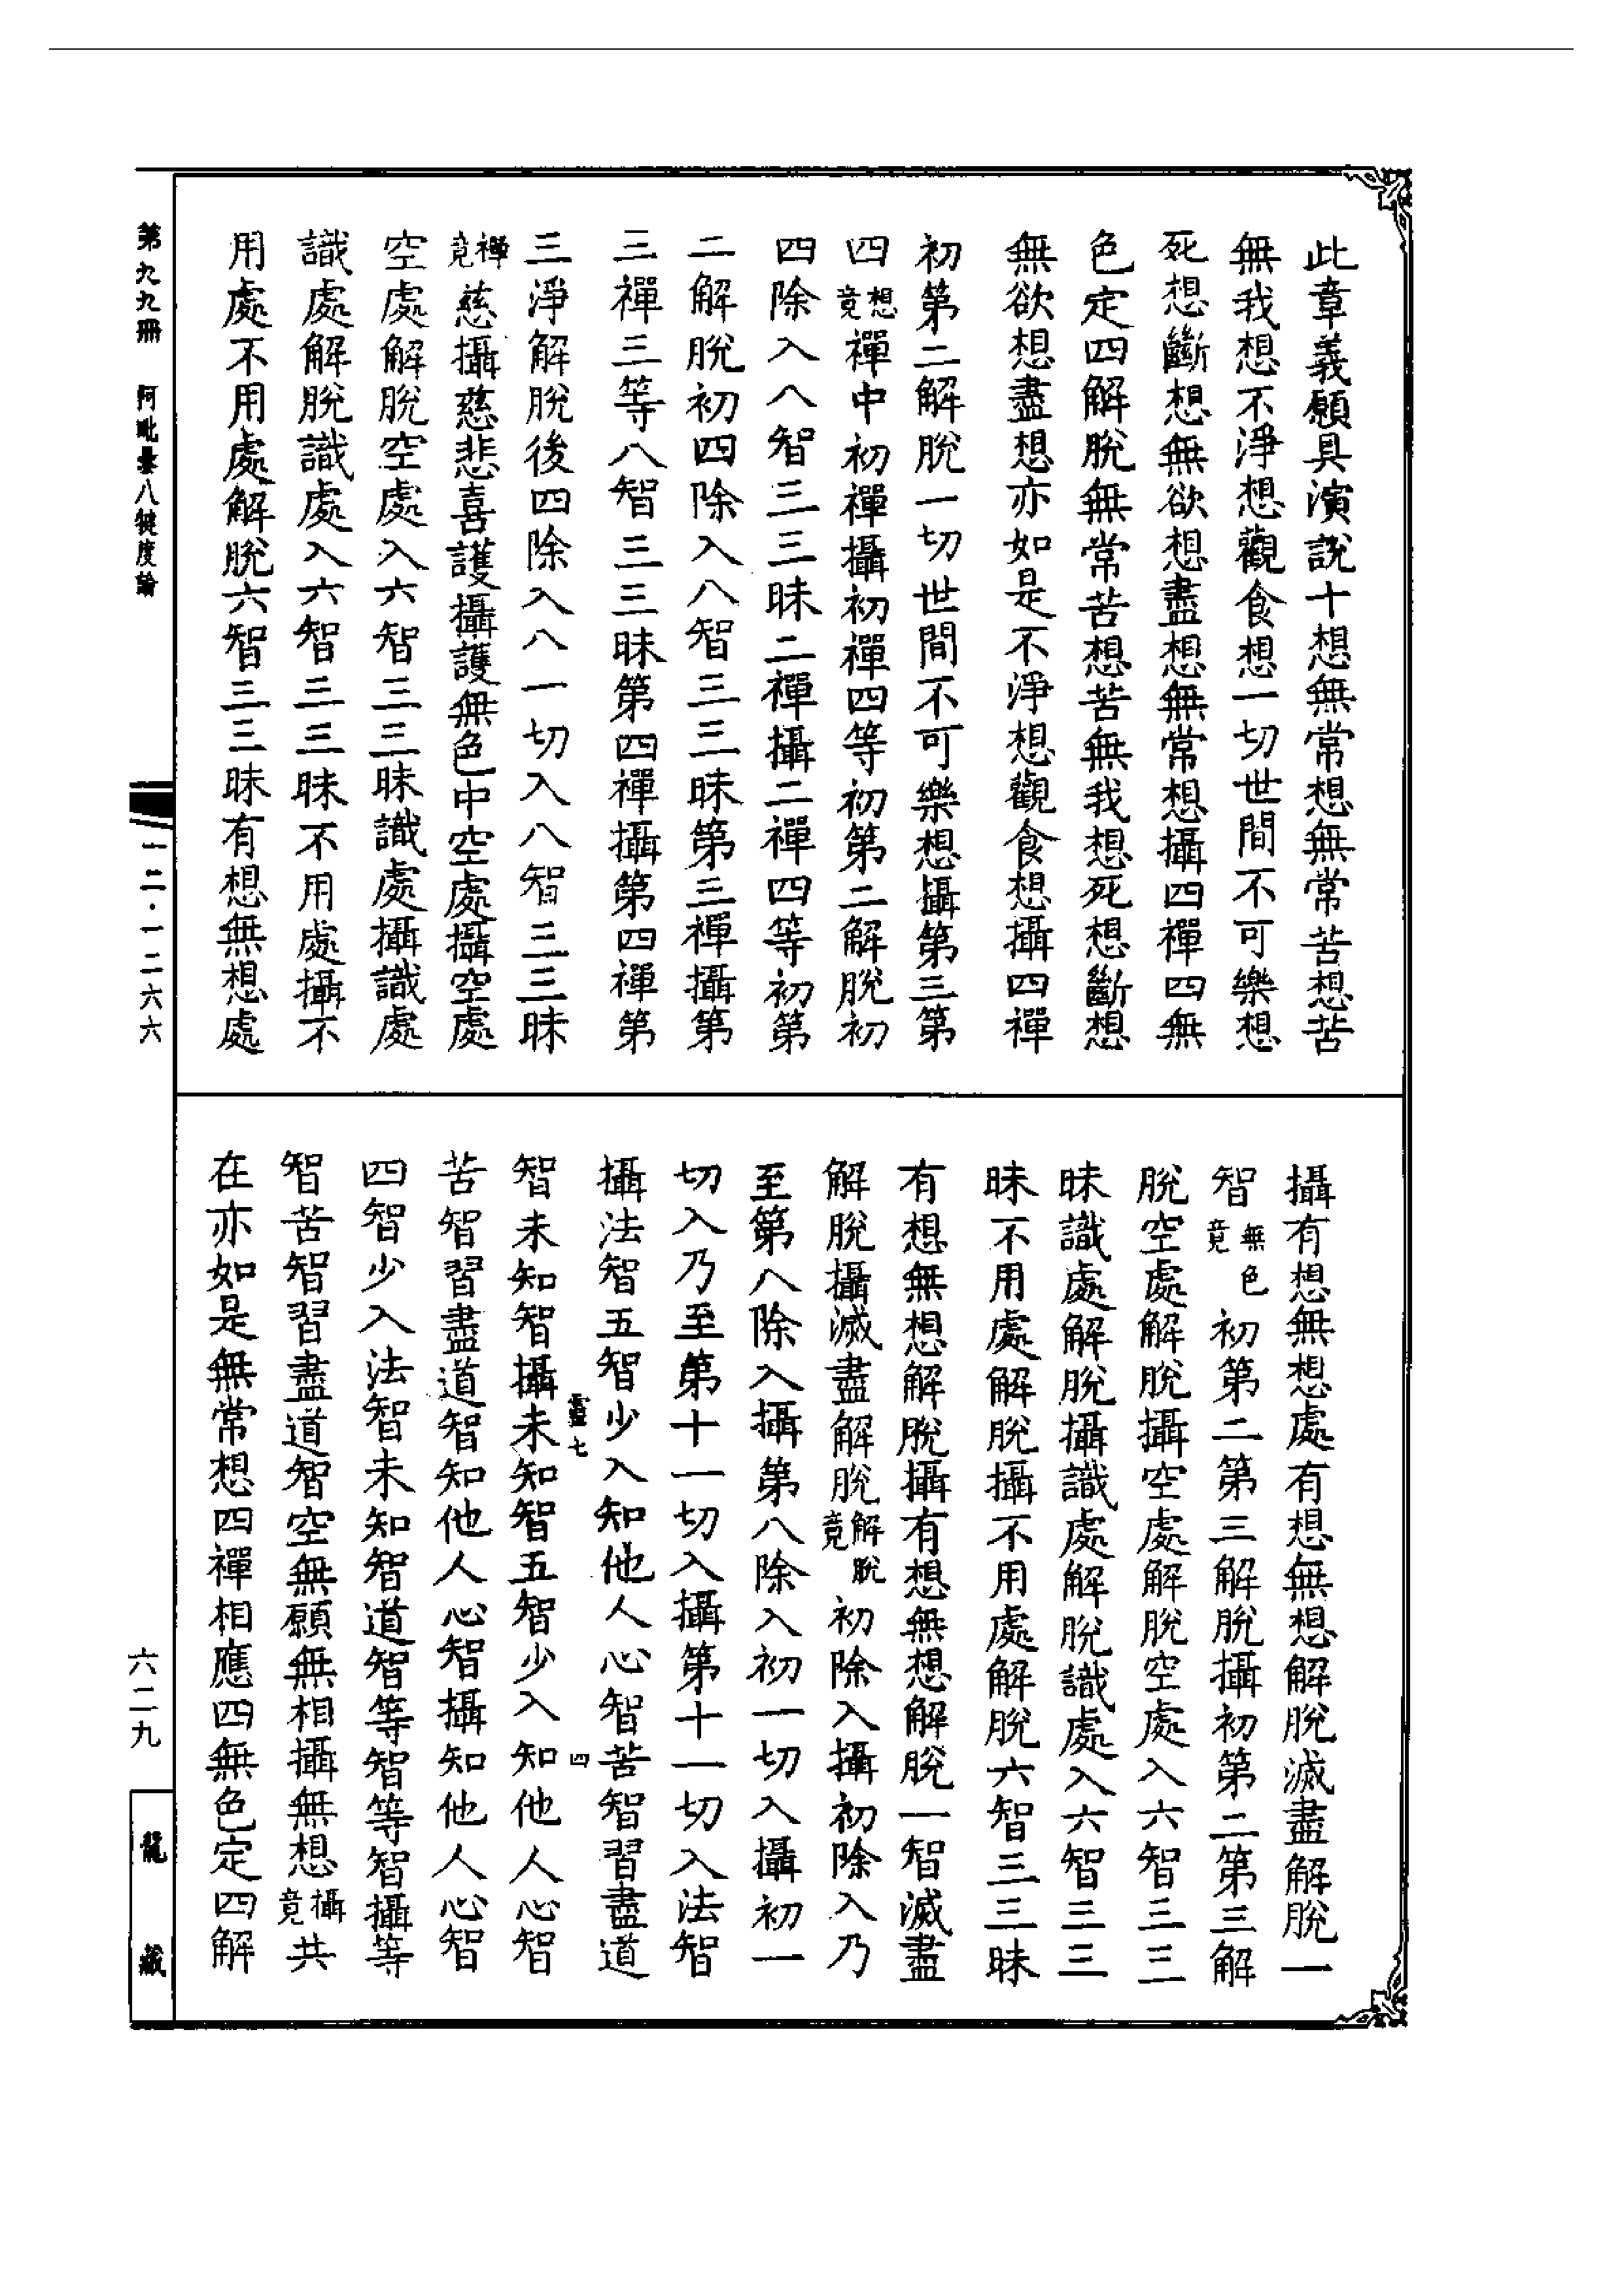 此章義願具演說十想無常想無常苦想苦
無我想不淨想觀食想一切世間不可樂想
死想斷想無欲想盡想無常想攝四禪四無
色定四解脫無常苦想苦無我想死想斷想
無欲想盡想亦如是不淨想觀食想攝四禪
初第二解脫一切世間不可樂想攝第三第
四想竟禪中初禪攝初禪四等初第二解脫初
四除入八智三三昧二禪攝二禪四等初第
二解脫初四除入八智三三昧第三禪攝第
三禪三等八智三三昧第四禪攝第四禪第
三淨解脫後四除入八一切入八智三三昧
禪竟慈攝慈悲喜護攝護無色中空處攝空處
空處解脫空處入六智三三昧識處攝識處
識處解脫識處入六智三三昧不用處攝不
用處不用處解脫六智三三昧有想無想處
攝有想無想處有想無想解脫滅盡解脫一
智無色竟初第二第三解脫攝初第二第三解
脫空處解脫攝空處解脫空處入六智三三
昧識處解脫攝識處解脫識處入六智三三
昧不用處解脫攝不用處解脫六智三三昧
有想無想解脫攝有想無想解脫一智滅盡
解脫攝滅盡解脫解脫竟初除入攝初除入乃
至第八除入攝第八除入初一切入攝初一
切入乃至第十一切入攝第十一切入法智
攝法智五智少入知他人心智苦智習盡道
智未知智攝未知智五智少入知他人心智
苦智習盡道智知他人心智攝知他人心智
四智少入法智未知智道智等智等智攝等
智苦智習盡道智空無願無相攝無想攝竟共
在亦如是無常想四禪相應四無色定四解
第九九冊 阿毗曇八犍度論
一二·一二六六
六二九
龍藏